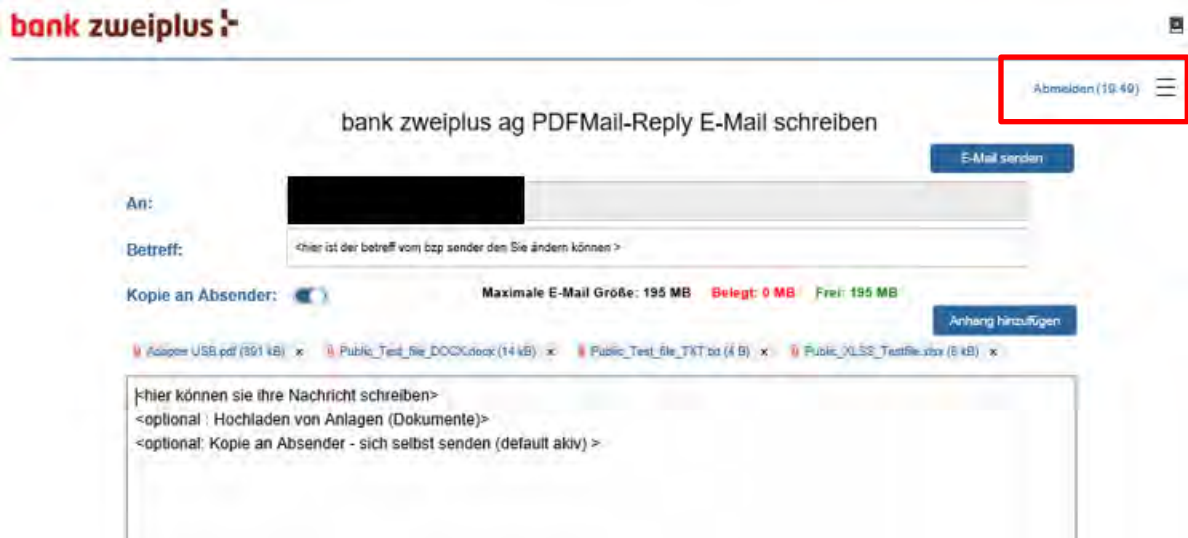 bank zweiplus
Abmelden (19:49)
bank zweiplus ag PDFMail-Reply E-Mail schreiben
E-Mail senden
An:
Betreff: <hier ist der betreff vom bzp sender den Sie ändern können >
Kopie an Absender: Maximale E-Mail Größe: 195 MB Belegt: 0 MB Frei: 195 MB
Anhang hinzufügen
USB.pdf (891 kB) x Public_Test_file_DOCX.docx (14 kB) x Public_Test_file_TXT.txt (4 B) x Public_XLSS_Testfile.xlsx (6 kB) x
<hier können sie ihre Nachricht schreiben>
<optional : Hochladen von Anlagen (Dokumente)>
<optional: Kopie an Absender - sich selbst senden (default akiv) >